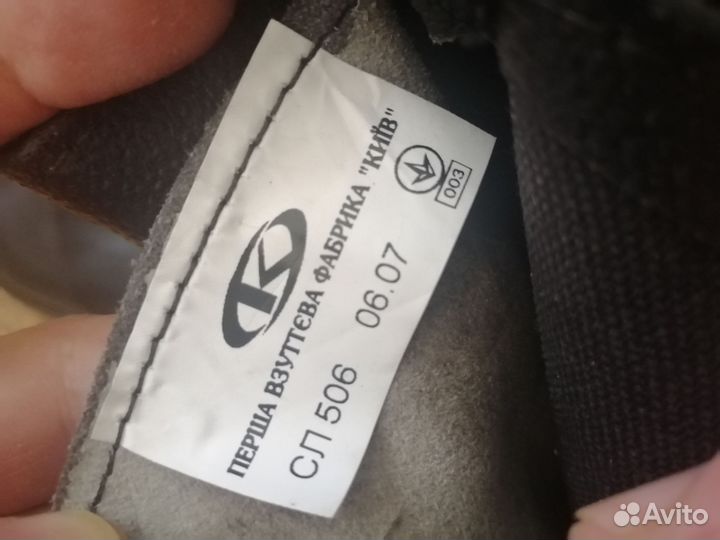 K
ПЕРША ВЗУТТЄВА ФАБРИКА "КИЇВ"
СЛ 506 06.07
003
Avito